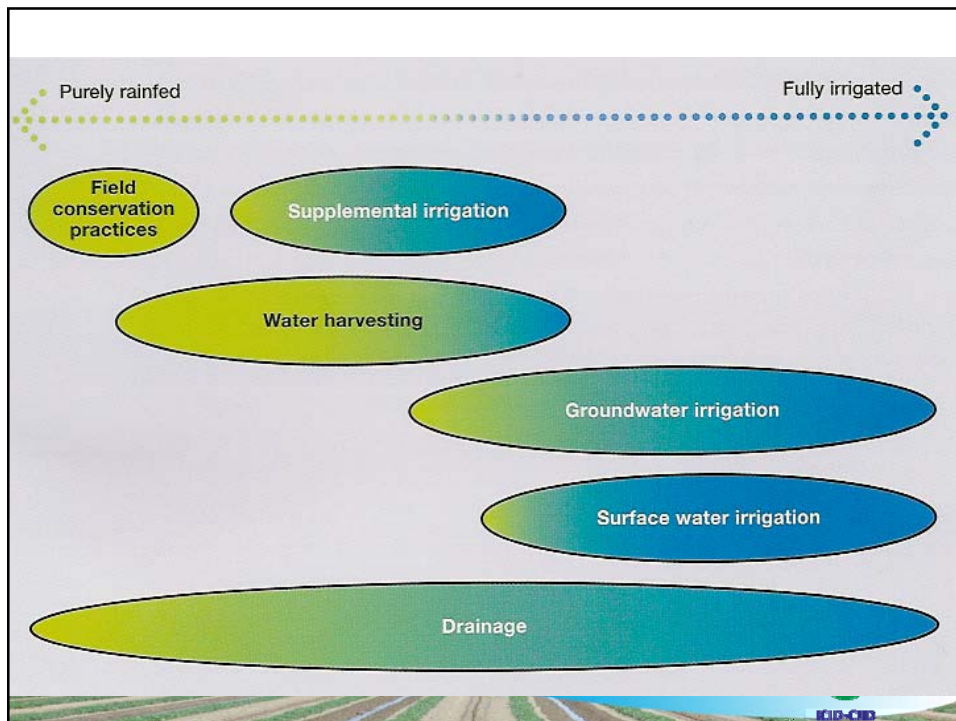 Purely rainfed
Fully irrigated
Field
conservation
practices
Supplemental irrigation
Water harvesting
Groundwater irrigation
Surface water irrigation
Drainage